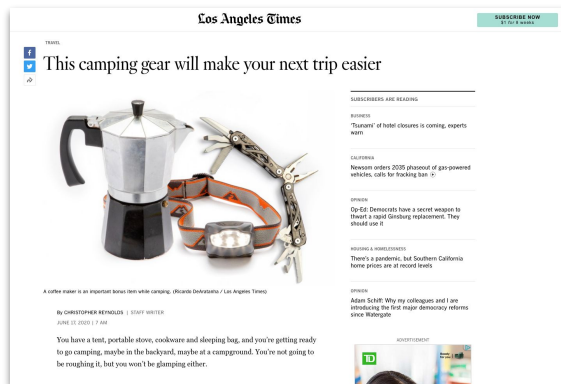 Los Angeles Times
SUBSCRIBE NOW
$1 for 8 weeks
TRAVEL
This camping gear will make your next trip easier
A coffee maker is an important bonus item while camping. (Ricardo DeAratanha / Los Angeles Times)
By CHRISTOPHER REYNOLDS | STAFF WRITER
JUNE 17, 2020 | 7 AM
You have a tent, portable stove, cookware and sleeping bag, and you're getting ready
to go camping, maybe in the backyard, maybe at a campground. You're not going to
be roughing it, but you won't be glamping either.
SUBSCRIBERS ARE READING
BUSINESS
'Tsunami' of hotel closures is coming, experts
warn
CALIFORNIA
Newsom orders 2035 phaseout of gas-powered
vehicles, calls for fracking ban
OPINION
Op-Ed: Democrats have a secret weapon to
thwart a rapid Ginsburg replacement. They
should use it
HOUSING & HOMELESSNESS
There's a pandemic, but Southern California
home prices are at record levels
OPINION
Adam Schiff: Why my colleagues and I are
introducing the first major democracy reforms
since Watergate
ADVERTISEMENT
TD